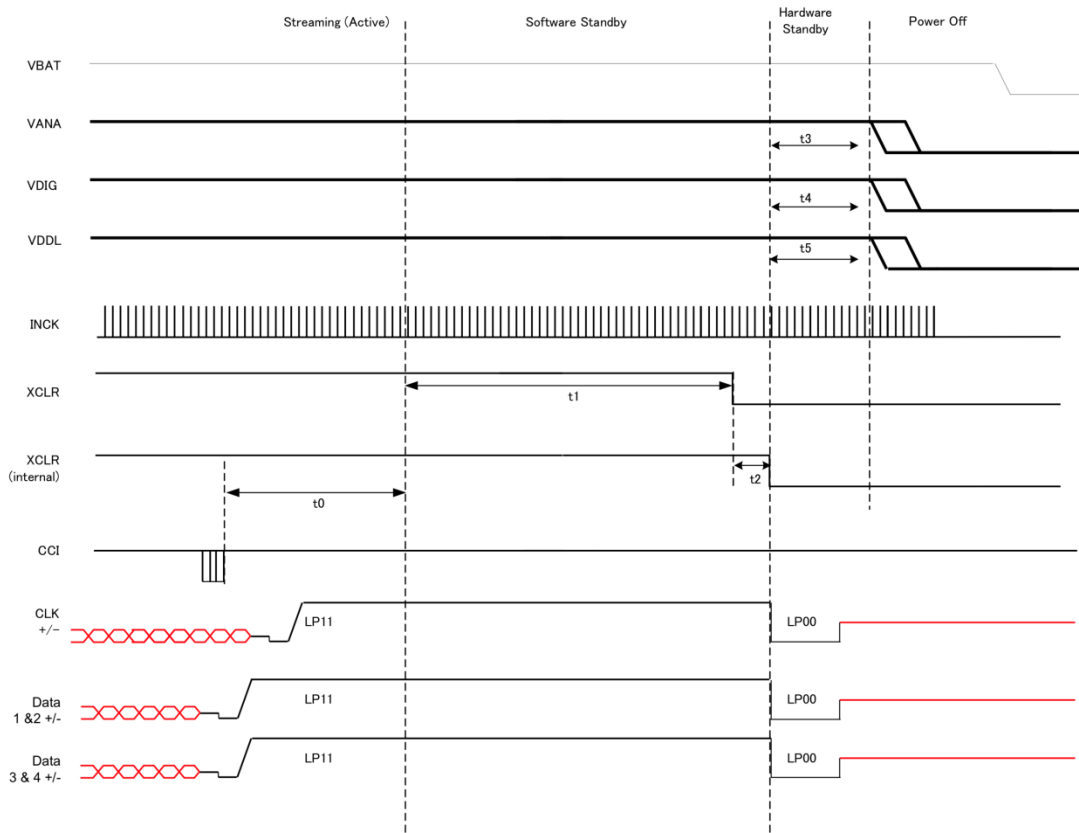 Streaming (Active)
Software Standby
Hardware
Standby
Power Off
VBAT
VANA
t3
VDIG
t4
VDDL
t5
INCK
XCLR
t1
XCLR
(internal)
t2
t0
CCI
CLK
+/-
LP11
LP00
Data
1 &2 +/-
LP11
LP00
Data
3 & 4 +/-
LP11
LP00